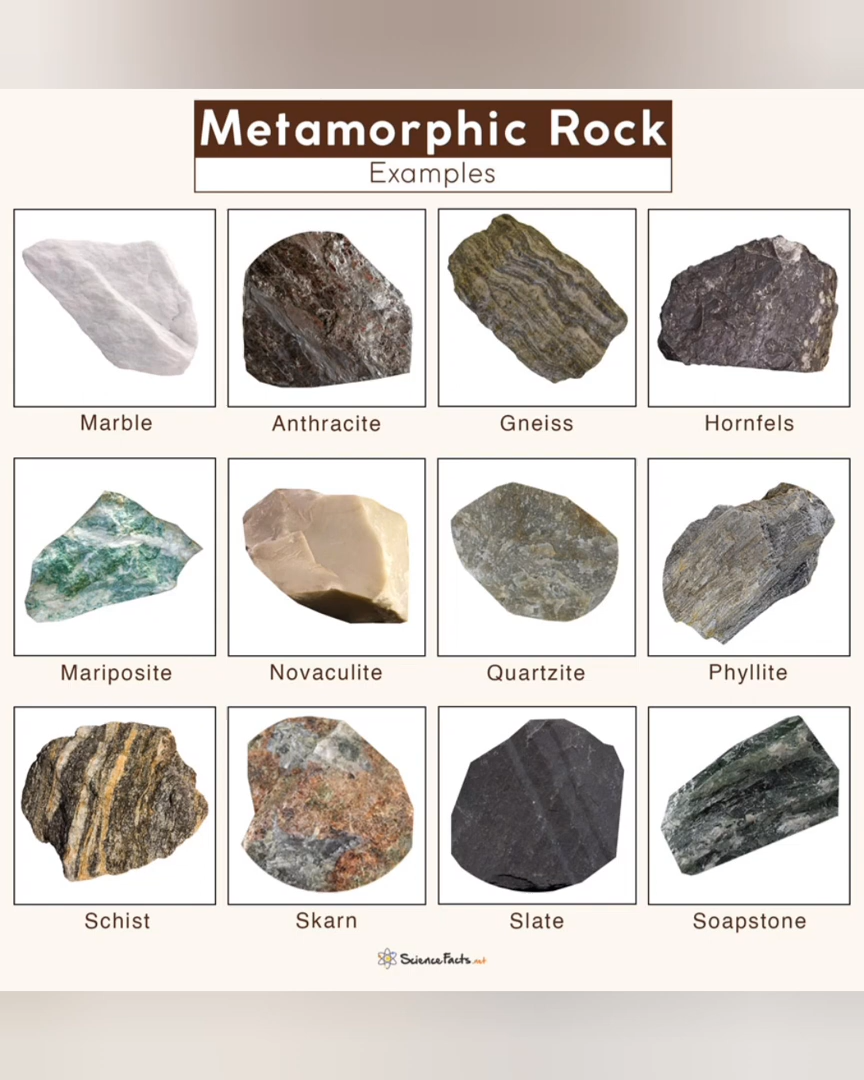 Metamorphic Rock
Examples
Marble Anthracite Gneiss Hornfels
Mariposite Novaculite Quartzite Phyllite
Schist Skarn Slate Soapstone
ScienceFacts.net